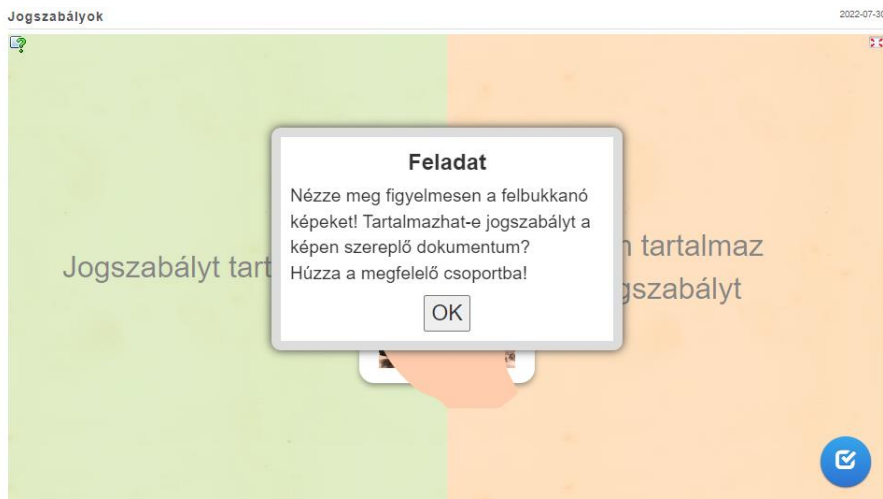 Jogszabályok
2022-07-30
Feladat
Nézze meg figyelmesen a felbukkanó
képeket! Tartalmazhat-e jogszabályt a
képen szereplő dokumentum?
Húzza a megfelelő csoportba!
OK
Jogszabályt tart
tartalmaz
gszabályt